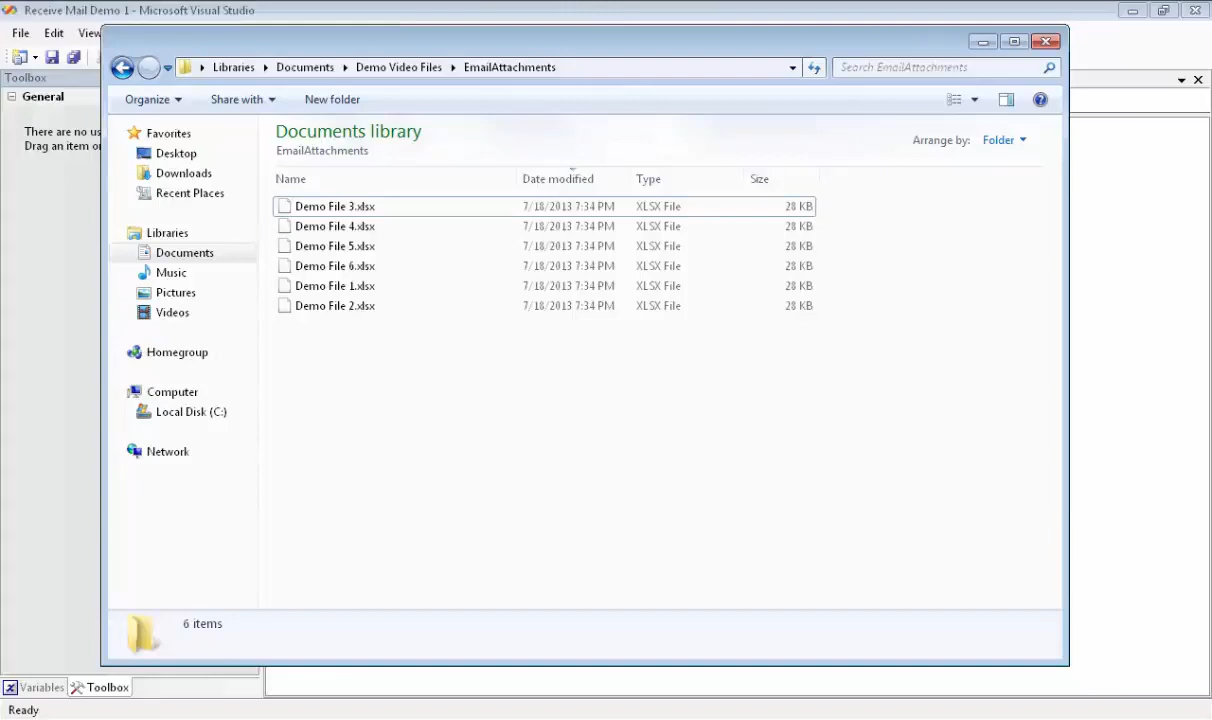 Receive Mail Demo 1 - Microsoft Visual Studio
File Edit View
Libraries Documents Demo Video Files EmailAttachments
Search EmailAttachments
Toolbox
General
There are no us
Drag an item or
Organize Share with New folder
Documents library
EmailAttachments
Arrange by: Folder
Name Date modified Type Size
Demo File 3.xlsx 7/18/2013 7:34 PM XLSX File 28 KB
Demo File 4.xlsx 7/18/2013 7:34 PM XLSX File 28 KB
Demo File 5.xlsx 7/18/2013 7:34 PM XLSX File 28 KB
Demo File 6.xlsx 7/18/2013 7:34 PM XLSX File 28 KB
Demo File 1.xlsx 7/18/2013 7:34 PM XLSX File 28 KB
Demo File 2.xlsx 7/18/2013 7:34 PM XLSX File 28 KB
Favorites
Desktop
Downloads
Recent Places
Libraries
Documents
Music
Pictures
Videos
Homegroup
Computer
Local Disk (C:)
Network
6 items
Variables Toolbox
Ready